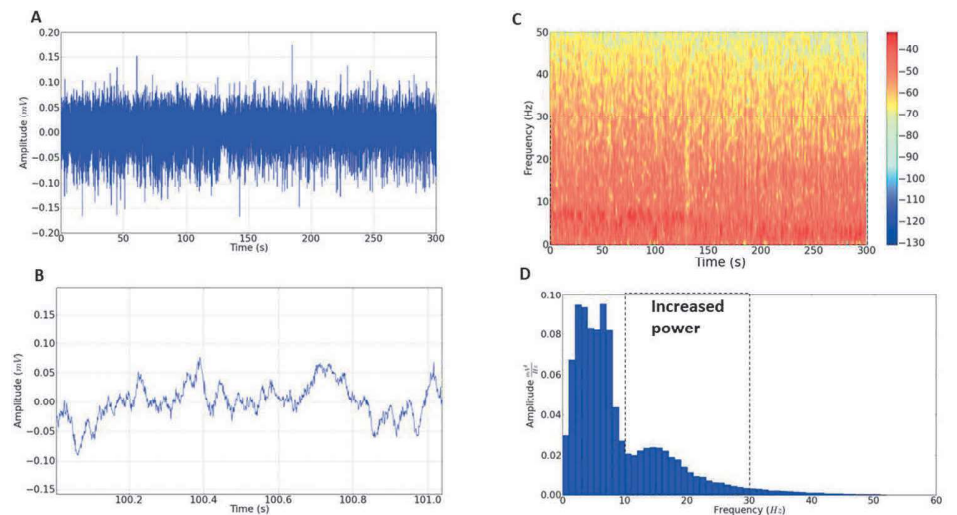 A
Amplitude (mV)
0.20
0.15
0.10
0.05
0.00
−0.05
−0.10
−0.15
−0.20
0 50 100 150 200 250 300
Time (s)
B
Amplitude (mV)
0.15
0.10
0.05
0.00
−0.05
−0.10
−0.15
100.2 100.4 100.6 100.8 101.0
Time (s)
C
Frequency (Hz)
50
40
30
20
10
0
0 50 100 150 200 250 300
Time (s)
−40
−50
−60
−70
−80
−90
−100
−110
−120
−130
D
Increased
power
Amplitude
0.10
0.08
0.06
0.04
0.02
0.00
0 10 20 30 40 50 60
Frequency (Hz)